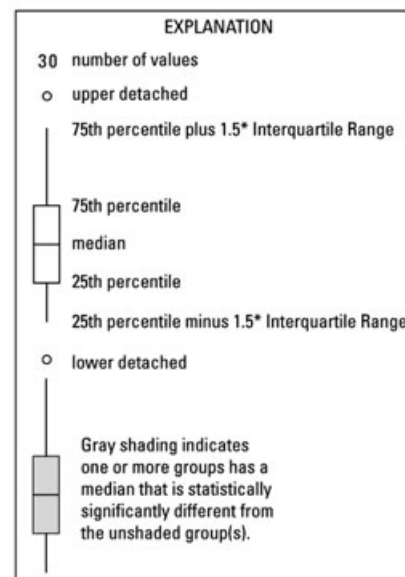 EXPLANATION
30 number of values
upper detached
75th percentile plus 1.5* Interquartile Range
75th percentile
median
25th percentile
25th percentile minus 1.5* Interquartile Range
lower detached
Gray shading indicates
one or more groups has a
median that is statistically
significantly different from
the unshaded group(s).